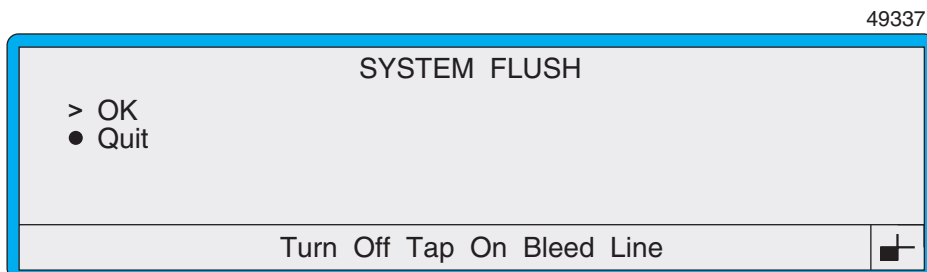 49337
SYSTEM FLUSH
> OK
● Quit
Turn Off Tap On Bleed Line